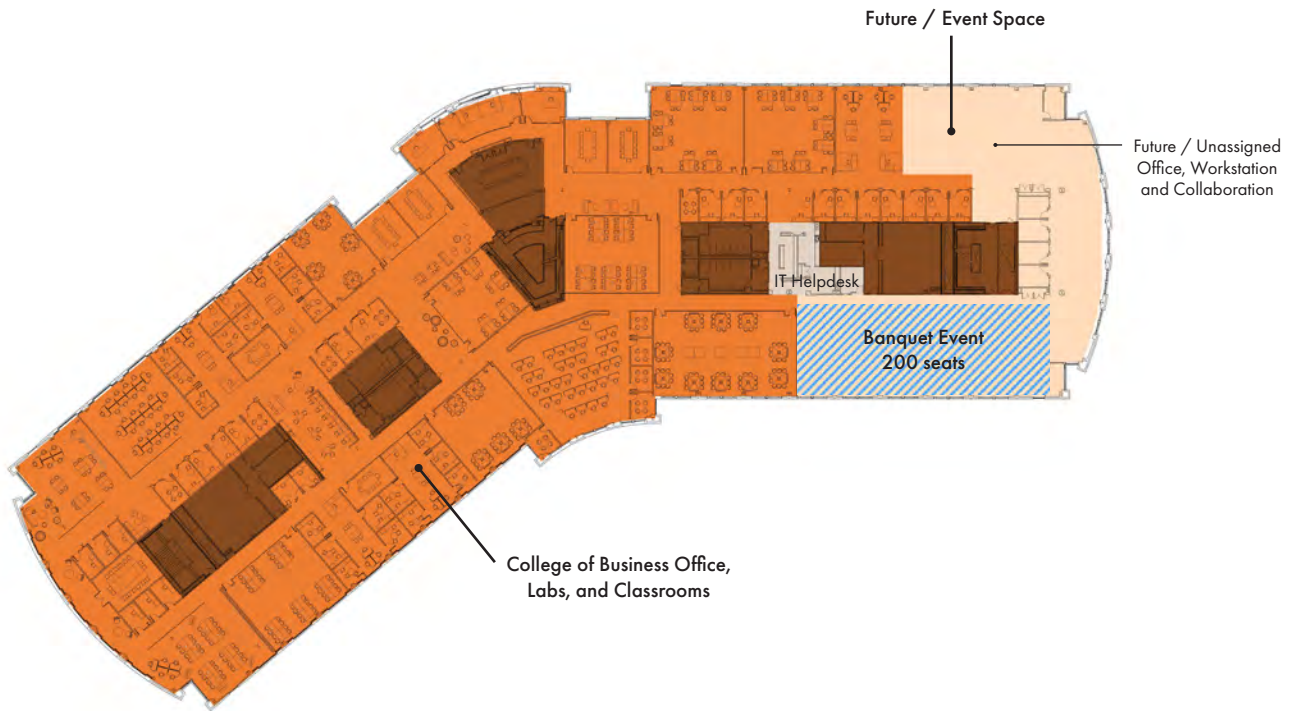 Future / Event Space
Future / Unassigned
Office, Workstation
and Collaboration
IT Helpdesk
Banquet Event
200 seats
College of Business Office,
Labs, and Classrooms